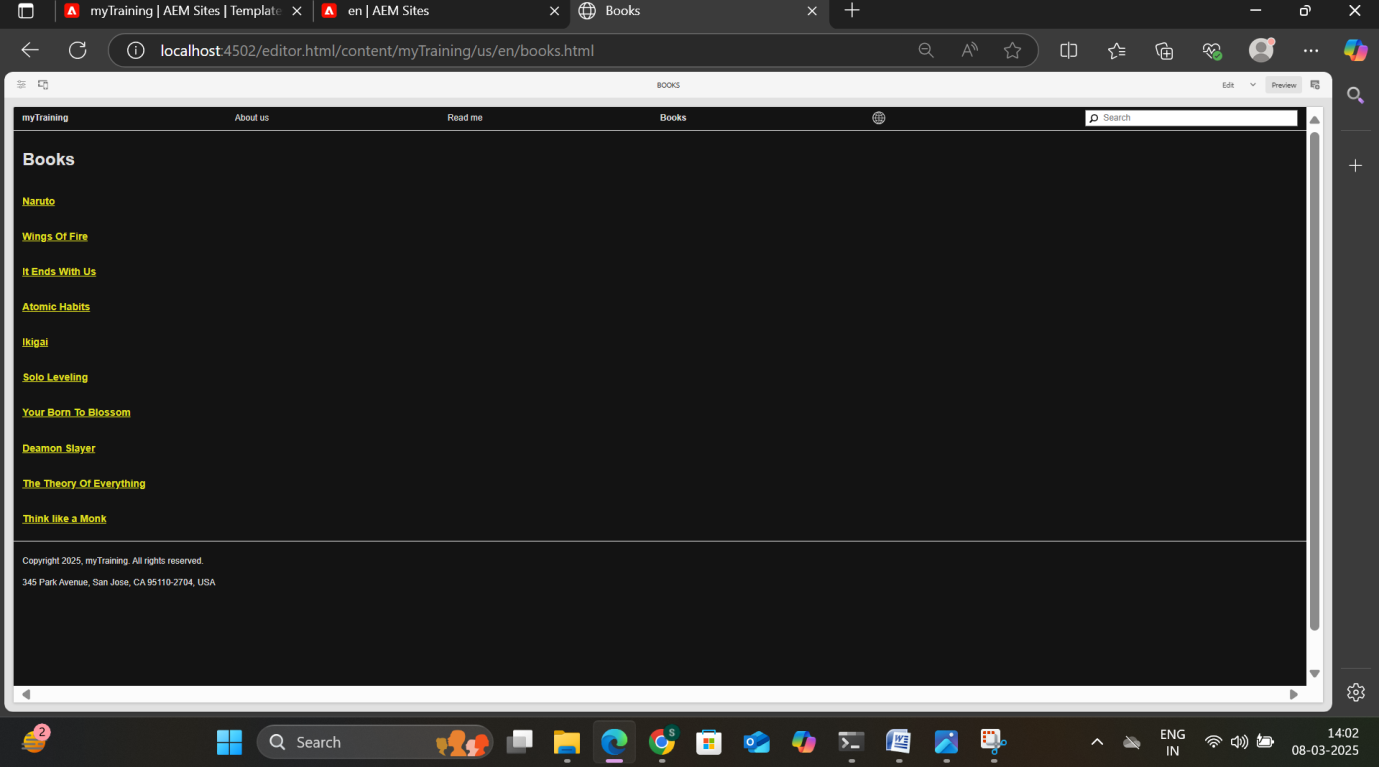 myTraining | AEM Sites | Template
en | AEM Sites
Books
localhost:4502/editor.html/content/myTraining/us/en/books.html
BOOKS
Edit
Preview
myTraining
About us
Read me
Books
Search
Books
Naruto
Wings Of Fire
It Ends With Us
Atomic Habits
Ikigai
Solo Leveling
Your Born To Blossom
Deamon Slayer
The Theory Of Everything
Think like a Monk
Copyright 2025, myTraining. All rights reserved.
345 Park Avenue, San Jose, CA 95110-2704, USA
2
Search
S
ENG
IN
14:02
08-03-2025